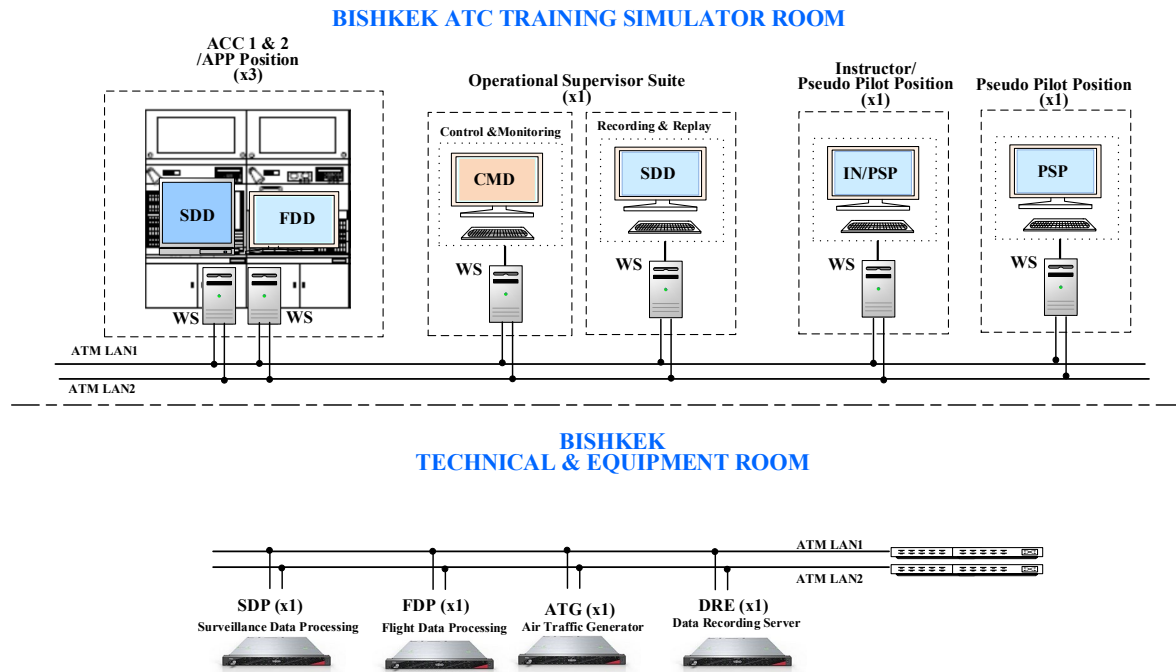 BISHKEK ATC TRAINING SIMULATOR ROOM
ACC 1 & 2
/APP Position
(x3)
Operational Supervisor Suite
(x1)
Instructor/
Pseudo Pilot Position
(x1)
Pseudo Pilot Position
(x1)
Control &Monitoring
Recording & Replay
SDD
FDD
CMD
SDD
IN/PSP
PSP
WS
WS
WS
WS
WS
WS
ATM LAN1
ATM LAN2
BISHKEK
TECHNICAL & EQUIPMENT ROOM
ATM LAN1
ATM LAN2
SDP (x1)
Surveillance Data Processing
FDP (x1)
Flight Data Processing
ATG (x1)
Air Traffic Generator
DRE (x1)
Data Recording Server